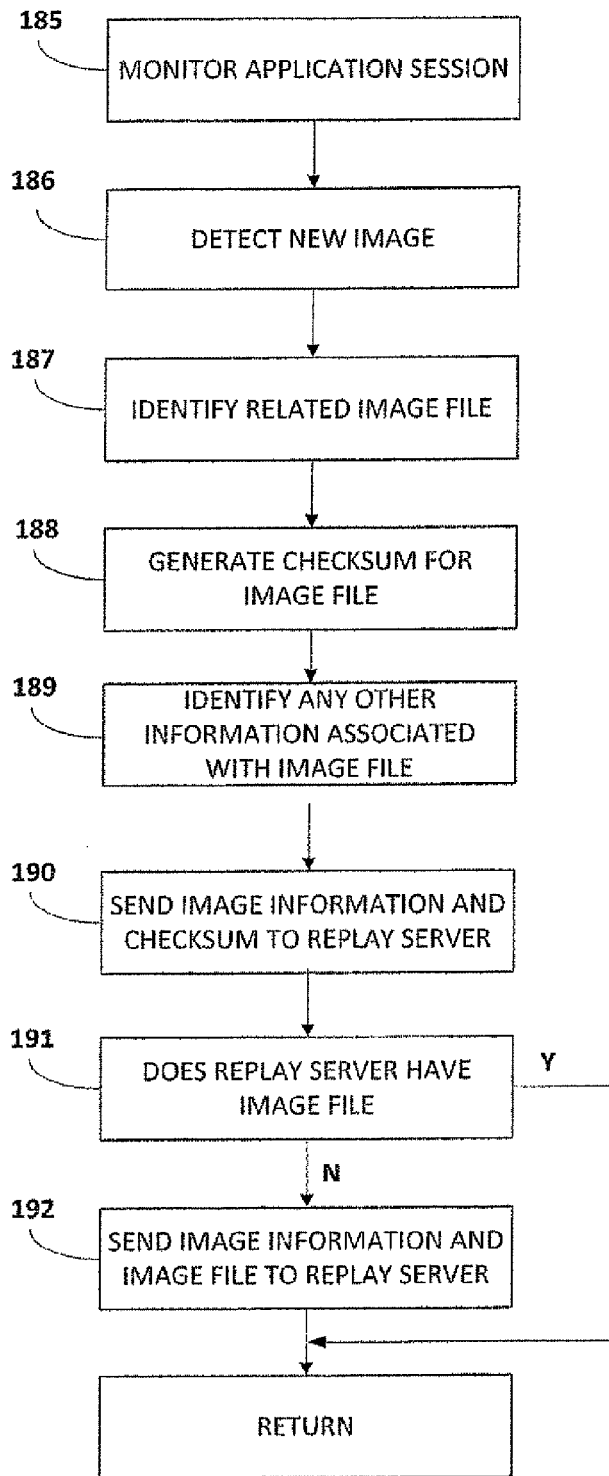 185
MONITOR APPLICATION SESSION
186
DETECT NEW IMAGE
187
IDENTIFY RELATED IMAGE FILE
188
GENERATE CHECKSUM FOR
IMAGE FILE
189
IDENTIFY ANY OTHER
INFORMATION ASSOCIATED
WITH IMAGE FILE
190
SEND IMAGE INFORMATION AND
CHECKSUM TO REPLAY SERVER
191
DOES REPLAY SERVER HAVE
IMAGE FILE
Y
N
192
SEND IMAGE INFORMATION AND
IMAGE FILE TO REPLAY SERVER
RETURN